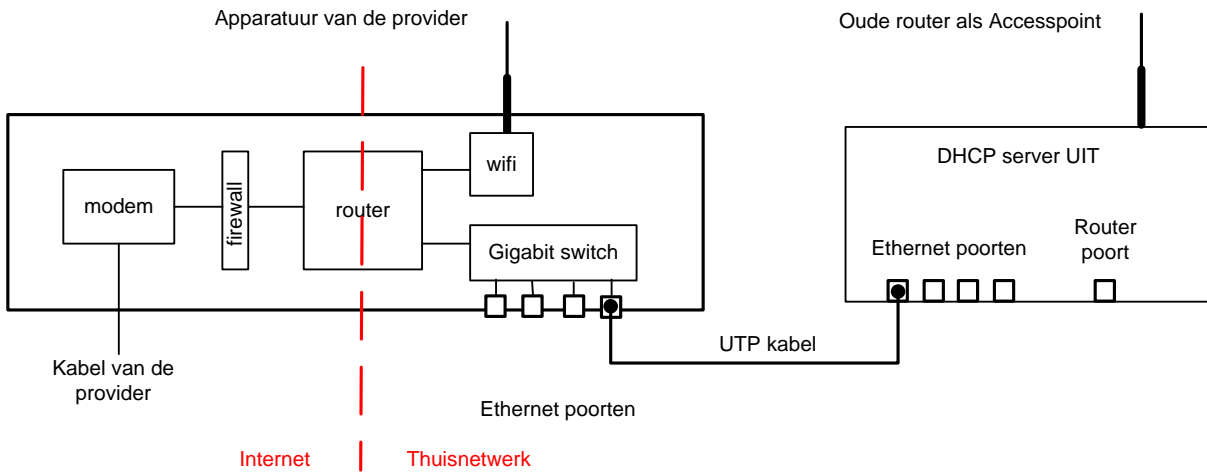 Apparatuur van de provider
Oude router als Accesspoint
wifi
DHCP server UIT
modem
firewall
router
Gigabit switch
Ethernet poorten
Router
poort
UTP kabel
Kabel van de
provider
Ethernet poorten
Internet
Thuisnetwerk